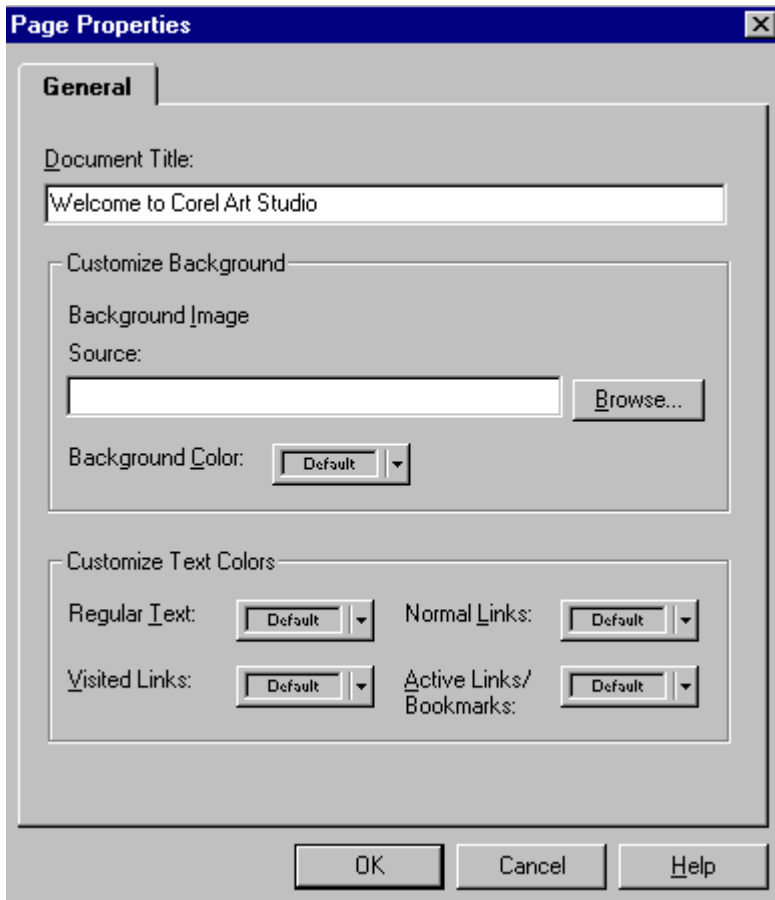 Page Properties
General
Document Title:
Welcome to Corel Art Studio
Customize Background
Background Image
Source:
Browse...
Background Color: Default
Customize Text Colors
Regular Text: Default Normal Links: Default
Visited Links: Default Active Links/
Bookmarks: Default
OK Cancel Help